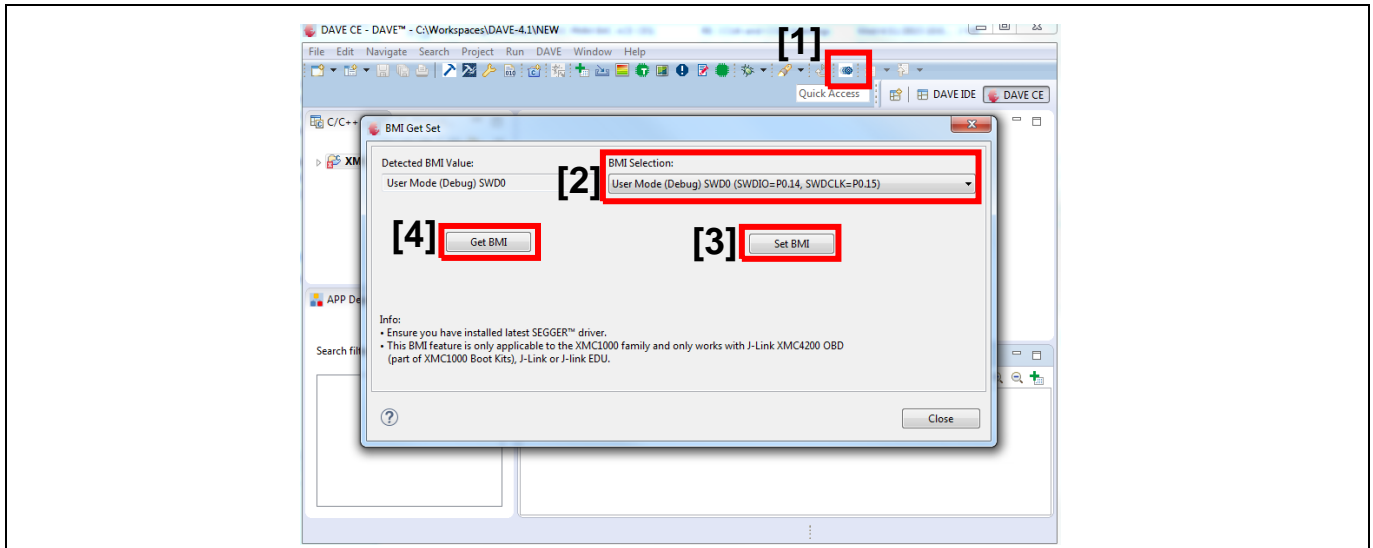 DAVE CE - DAVE™ - C:\Workspaces\DAVE-4.1\NEW
[1]
File Edit Navigate Search Project Run DAVE Window Help
Quick Access DAVE IDE DAVE CE
C/C++
BMI Get Set
XM
Detected BMI Value: BMI Selection:
[2]
User Mode (Debug) SWD0 User Mode (Debug) SWD0 (SWDIO=P0.14, SWDCLK=P0.15)
[4] Get BMI [3] Set BMI
APP De
Info:
• Ensure you have installed latest SEGGER™ driver.
• This BMI feature is only applicable to the XMC1000 family and only works with J-Link XMC4200 OBD
(part of XMC1000 Boot Kits), J-Link or J-link EDU.
Search filt
Close